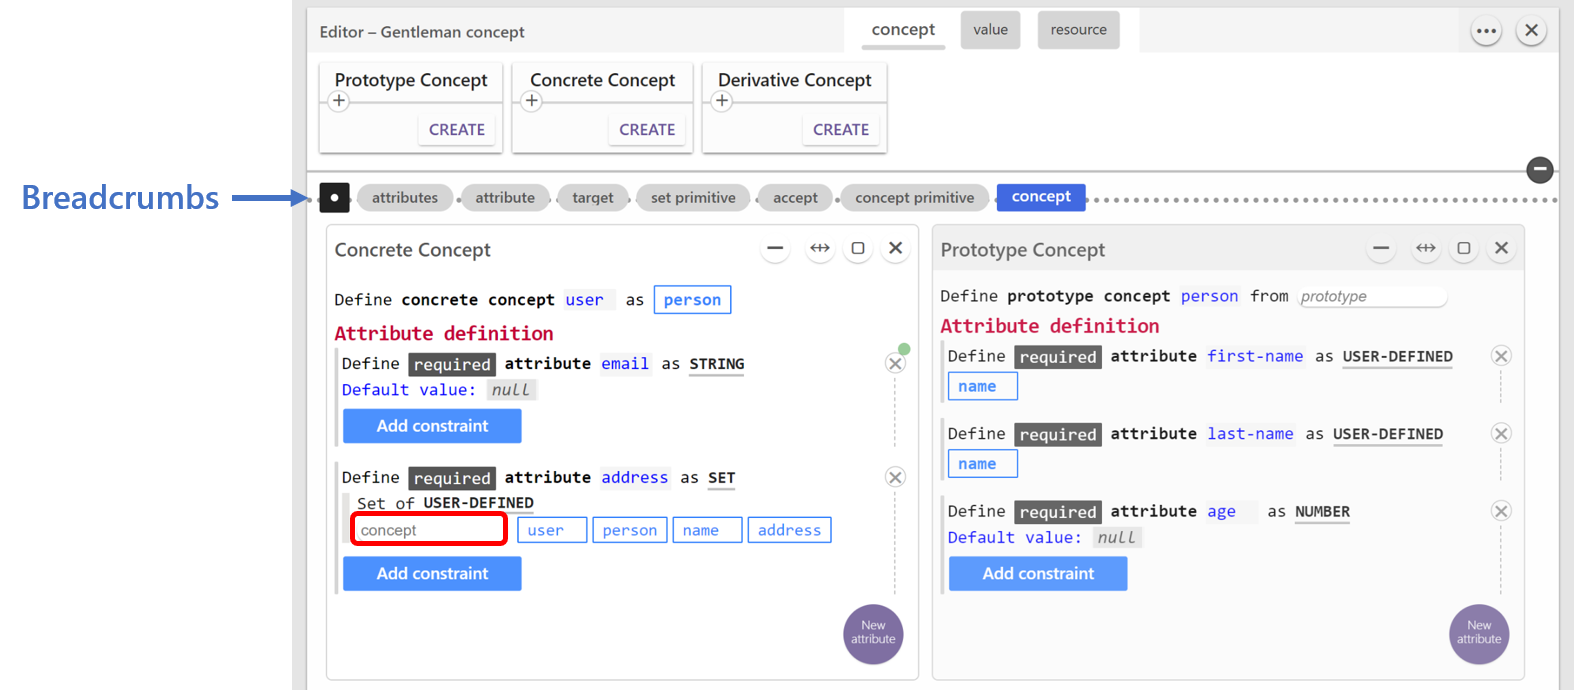 Editor – Gentleman concept
concept
value
resource
Prototype Concept
CREATE
Concrete Concept
CREATE
Derivative Concept
CREATE
Breadcrumbs
attributes
attribute
target
set primitive
accept
concept primitive
concept
Concrete Concept
Define concrete concept user as person
Attribute definition
Define required attribute email as STRING
Default value: null
Add constraint
Define required attribute address as SET
Set of USER-DEFINED
concept user person name address
Add constraint
New
attribute
Prototype Concept
Define prototype concept person from prototype
Attribute definition
Define required attribute first-name as USER-DEFINED
name
Define required attribute last-name as USER-DEFINED
name
Define required attribute age as NUMBER
Default value: null
Add constraint
New
attribute